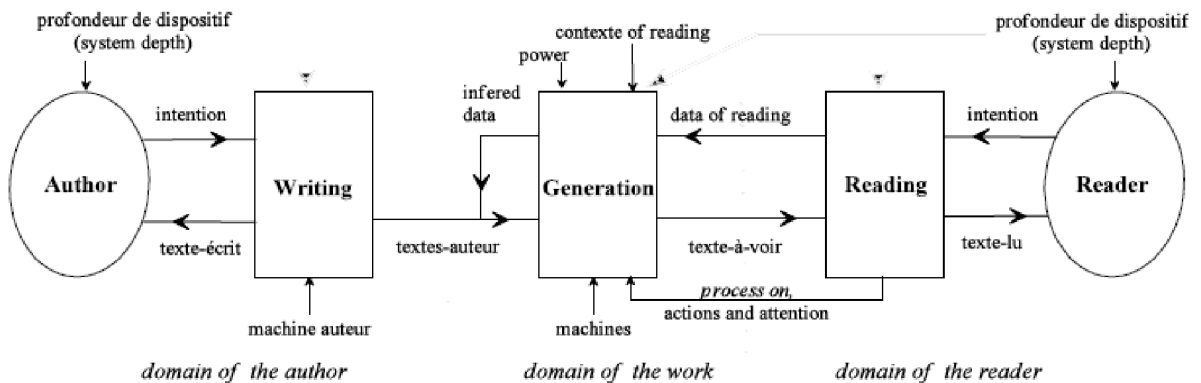 profondeur de dispositif
(system depth)
contexte of reading
power
profondeur de dispositif
(system depth)
intention
infered
data
data of reading
intention
Author
Writing
Generation
Reading
Reader
texte-écrit
textes-auteur
texte-à-voir
texte-lu
process on,
actions and attention
machine auteur
machines
domain of the author
domain of the work
domain of the reader